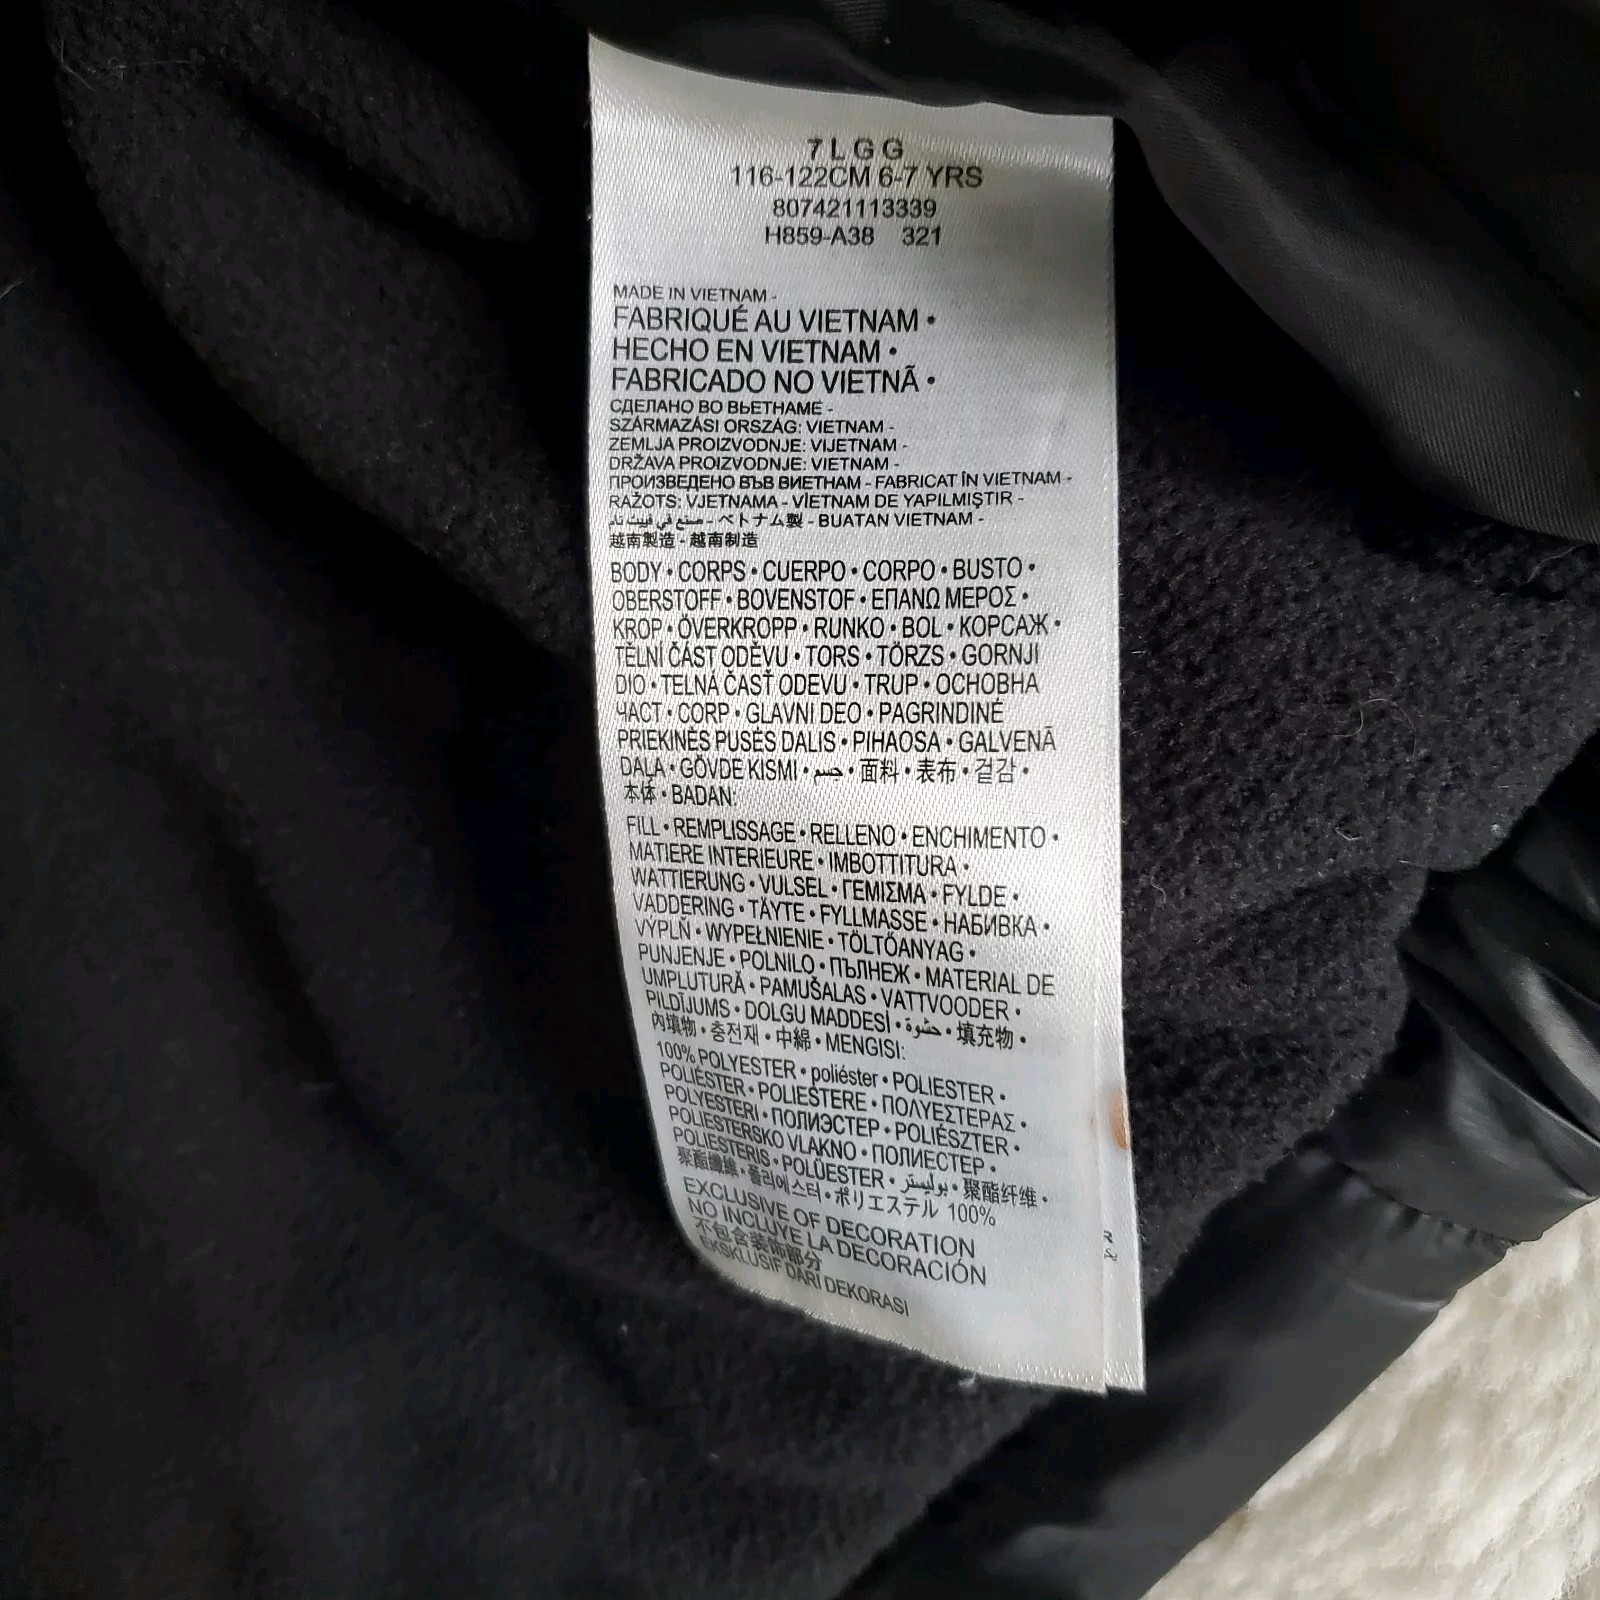 7 L G G
116-122CM 6-7 YRS
807421113339
H859-A38 321
MADE IN VIETNAM -
FABRIQUÉ AU VIETNAM •
HECHO EN VIETNAM •
FABRICADO NO VIETNÃ •
СДЕЛАНО ВО ВЬЕТНАМЕ -
SZÁRMAZÁSI ORSZÁG: VIETNAM -
ZEMLJA PROIZVODNJE: VIJETNAM -
DRŽAVA PROIZVODNJE: VIETNAM -
ПРОИЗВЕДЕНО ВЪВ ВИЕТНАМ - FABRICAT ÎN VIETNAM -
RAŽOTS: VJETNAMA - VİETNAM DE YAPILMIŞTIR -
صنع في فييت نام - ベトナム製 - BUATAN VIETNAM -
越南製造 - 越南制造
BODY • CORPS • CUERPO • CORPO • BUSTO •
OBERSTOFF • BOVENSTOF • ΕΠΑΝΩ ΜΕΡΟΣ •
KROP • ÖVERKROPP • RUNKO • BOL • КОРСАЖ •
TĚLNÍ ČÁST ODĚVU • TORS • TÖRZS • GORNJI
DIO • TELNÁ ČASŤ ODEVU • TRUP • ОСНОВНА
ЧАСТ • CORP • GLAVNI DEO • PAGRINDINĖ
PRIEKINĖS PUSĖS DALIS • PIHAOSA • GALVENĀ
DAĻA • GÖVDE KISMI • جسم • 面料 • 表布 • 겉감 •
本体 • BADAN:
FILL • REMPLISSAGE • RELLENO • ENCHIMENTO •
MATIERE INTERIEURE • IMBOTTITURA •
WATTIERUNG • VULSEL • ΓΕΜΙΣΜΑ • FYLDE •
VADDERING • TÄYTE • FYLLMASSE • НАБИВКА •
VÝPLŇ • WYPEŁNIENIE • TÖLTŐANYAG •
PUNJENJE • POLNILO • ПЪЛНЕЖ • MATERIAL DE
UMPLUTURĂ • PAMUŠALAS • VATTVOODER •
PILDĪJUMS • DOLGU MADDESİ • حشوة • 填充物 •
內填物 • 충전재 • 中綿 • MENGISI:
100% POLYESTER • poliéster • POLIESTER •
POLIÉSTER • POLIESTERE • ΠΟΛΥΕΣΤΕΡΑΣ •
POLYESTERI • ПОЛИЭСТЕР • POLIÉSZTER •
POLIESTERSKO VLAKNO • ПОЛИЕСТЕР •
POLIESTERIS • POLÜESTER • بوليستر • 聚酯纤维 •
聚酯纖維 • 폴리에스터 • ポリエステル 100%
EXCLUSIVE OF DECORATION
NO INCLUYE LA DECORACIÓN
不包含装饰部分
EKSKLUSIF DARI DEKORASI